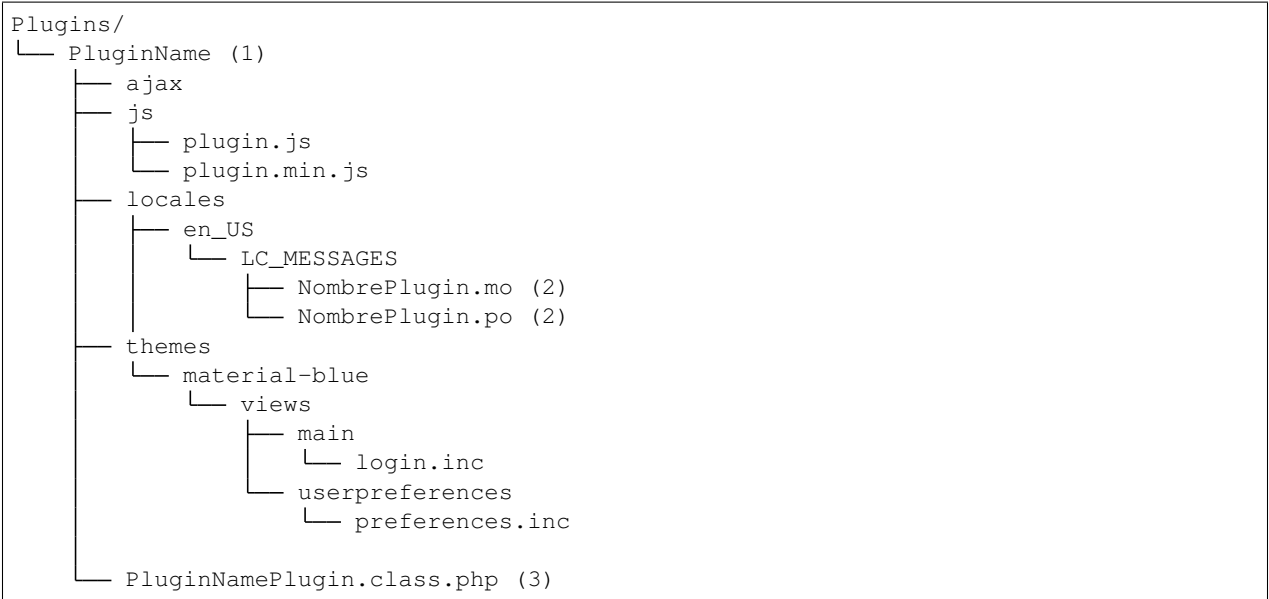 Plugins/
└── PluginName (1)
    ├── ajax
    ├── js
    │   ├── plugin.js
    │   └── plugin.min.js
    ├── locales
    │   ├── en_US
    │   │   └── LC_MESSAGES
    │   │       ├── NombrePlugin.mo (2)
    │   │       └── NombrePlugin.po (2)
    ├── themes
    │   └── material-blue
    │       └── views
    │           ├── main
    │           │   └── login.inc
    │           └── userpreferences
    │               └── preferences.inc
    │
    └── PluginNamePlugin.class.php (3)